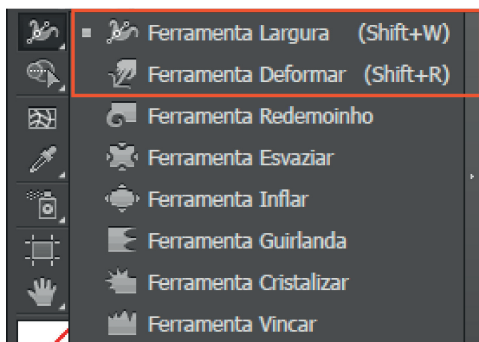 Ferramenta Largura (Shift+W)
Ferramenta Deformar (Shift+R)
Ferramenta Redemoinho
Ferramenta Esvaziar
Ferramenta Inflar
Ferramenta Guirlanda
Ferramenta Cristalizar
Ferramenta Vincar